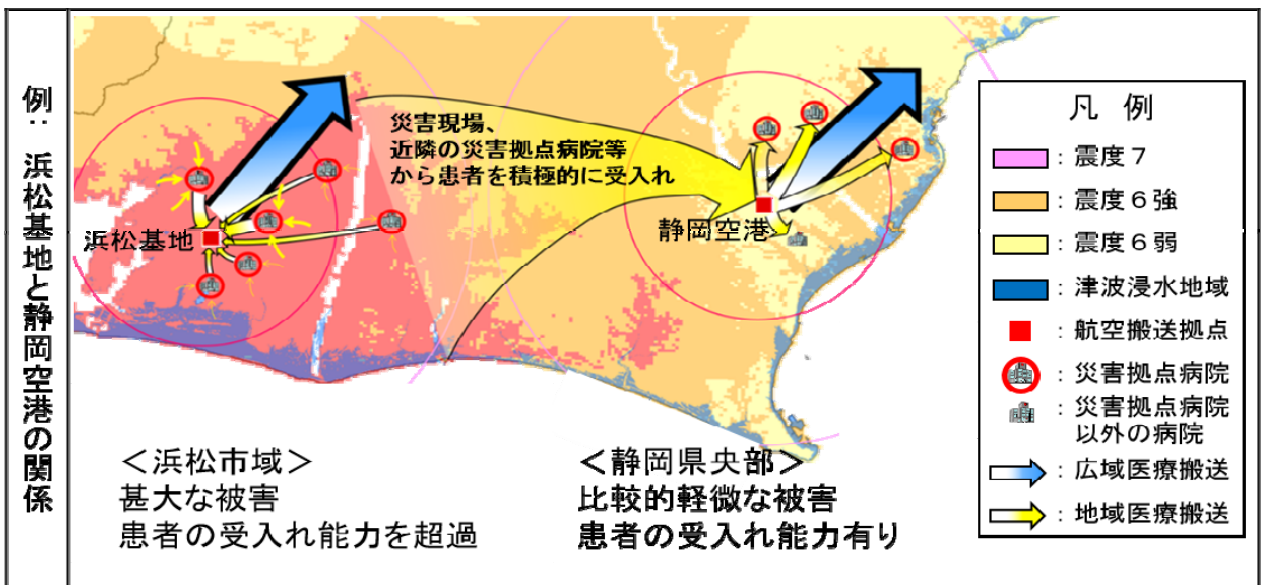 例：浜松基地と静岡空港の関係
災害現場、
近隣の災害拠点病院等
から患者を積極的に受入れ
浜松基地
静岡空港
＜浜松市域＞
甚大な被害
患者の受入れ能力を超過
＜静岡県央部＞
比較的軽微な被害
患者の受入れ能力有り
凡 例
：震度７
：震度６強
：震度６弱
：津波浸水地域
：航空搬送拠点
：災害拠点病院
：災害拠点病院
以外の病院
：広域医療搬送
：地域医療搬送